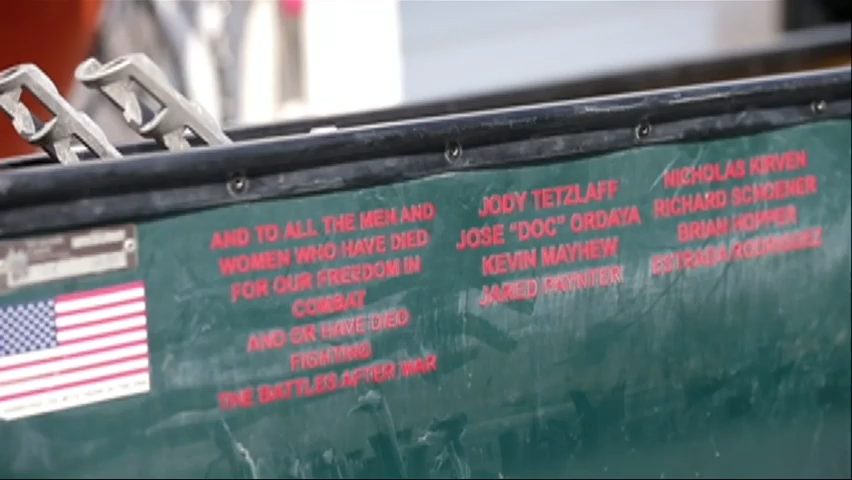 AND TO ALL THE MEN AND
WOMEN WHO HAVE DIED
FOR OUR FREEDOM IN
COMBAT
AND OR HAVE DIED
FIGHTING
THE BATTLES AFTER WAR
JODY TETZLAFF
JOSE "DOC" ORDAYA
KEVIN MAYHEW
JARED PAYNTER
NICHOLAS KIRVEN
RICHARD SCHOENER
BRIAN HOPPER
ESTRADA RODRIGUEZ